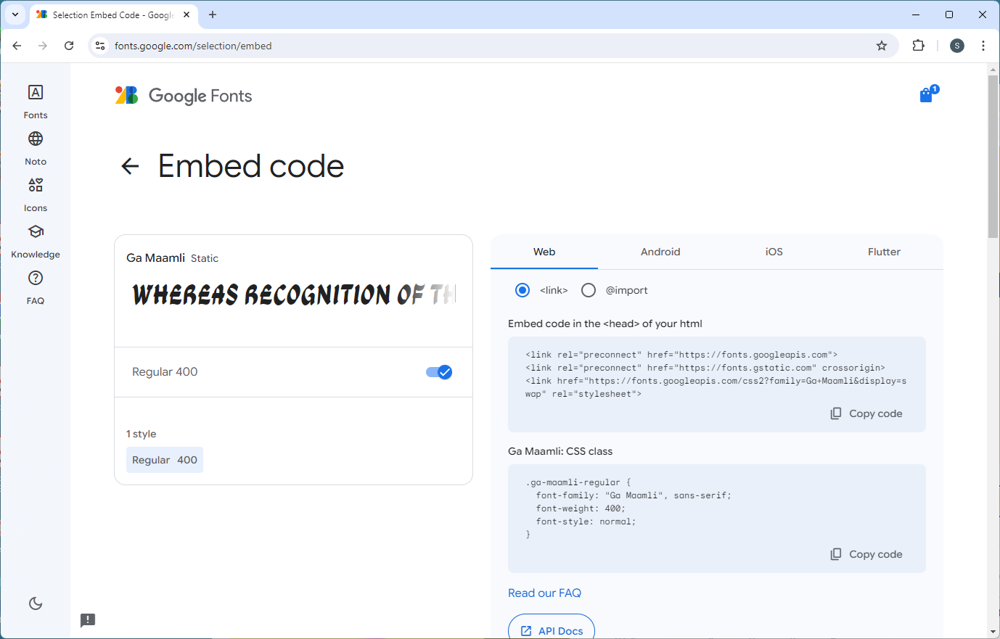 Selection Embed Code - Google
fonts.google.com/selection/embed
S
Fonts
Noto
Icons
Knowledge
FAQ
Google Fonts
1
Embed code
Ga Maamli Static
WHEREAS RECOGNITION OF TH
Regular 400
1 style
Regular 400
Web Android iOS Flutter
<link> @import
Embed code in the <head> of your html
<link rel="preconnect" href="https://fonts.googleapis.com">
<link rel="preconnect" href="https://fonts.gstatic.com" crossorigin>
<link href="https://fonts.googleapis.com/css2?family=Ga+Maamli&display=s
wap" rel="stylesheet">
Copy code
Ga Maamli: CSS class
.ga-maamli-regular {
  font-family: "Ga Maamli", sans-serif;
  font-weight: 400;
  font-style: normal;
}
Copy code
Read our FAQ
API Docs